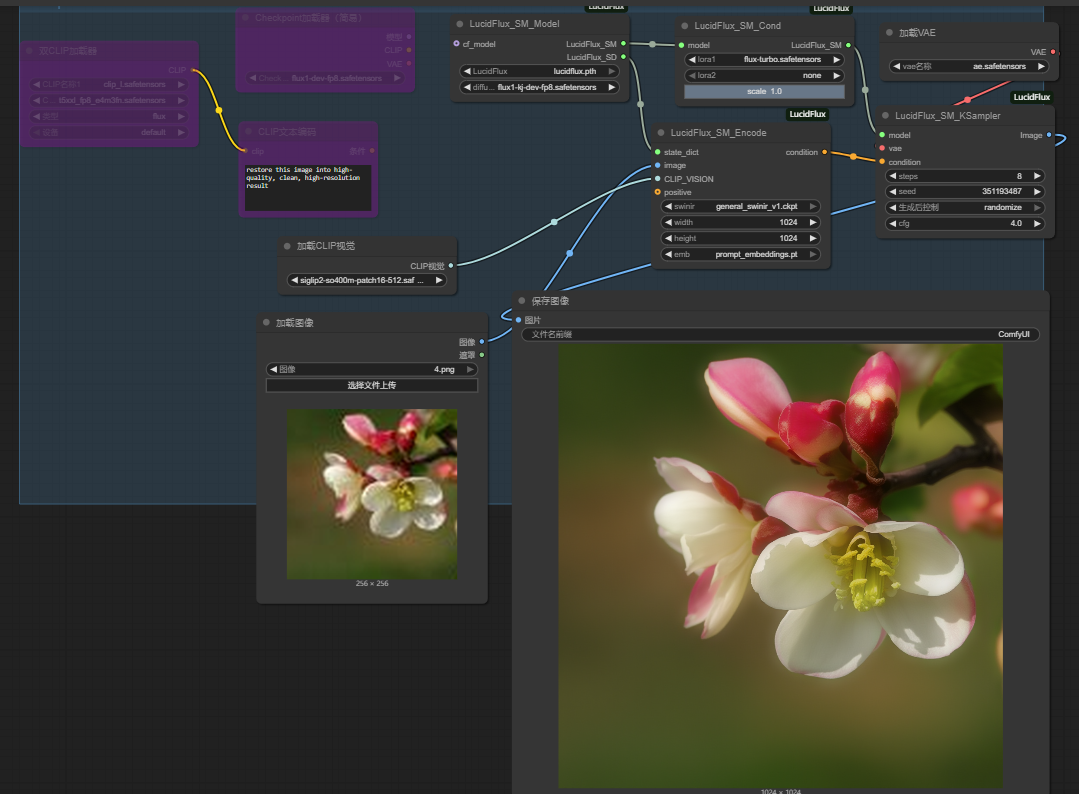 LucidFlux
LucidFlux
双CLIP加载器
CLIP
CLIP名称1 clip_l.safetensors
C... t5xxl_fp8_e4m3fn.safetensors
类型 flux
设备 default
Checkpoint加载器（简易）
模型
CLIP
VAE
Check... flux1-dev-fp8.safetensors
LucidFlux_SM_Model
cf_model LucidFlux_SM
LucidFlux_SD
LucidFlux lucidflux.pth
diffu... flux1-kj-dev-fp8.safetensors
LucidFlux_SM_Cond
model LucidFlux_SM
lora1 flux-turbo.safetensors
lora2 none
scale 1.0
加载VAE
VAE
vae名称 ae.safetensors
CLIP文本编码
clip 条件
restore this image into high-
quality, clean, high-resolution
result
LucidFlux
LucidFlux_SM_Encode
state_dict condition
image
CLIP_VISION
positive
swinir general_swinir_v1.ckpt
width 1024
height 1024
emb prompt_embeddings.pt
LucidFlux
LucidFlux_SM_KSampler
model Image
vae
condition
steps 8
seed 351193487
生成后控制 randomize
cfg 4.0
加载CLIP视觉
CLIP视觉
siglip2-so400m-patch16-512.saf ...
加载图像
图像
遮罩
图像 4.png
选择文件上传
256 × 256
保存图像
图片
文件名前缀 ComfyUI
1024 × 1024